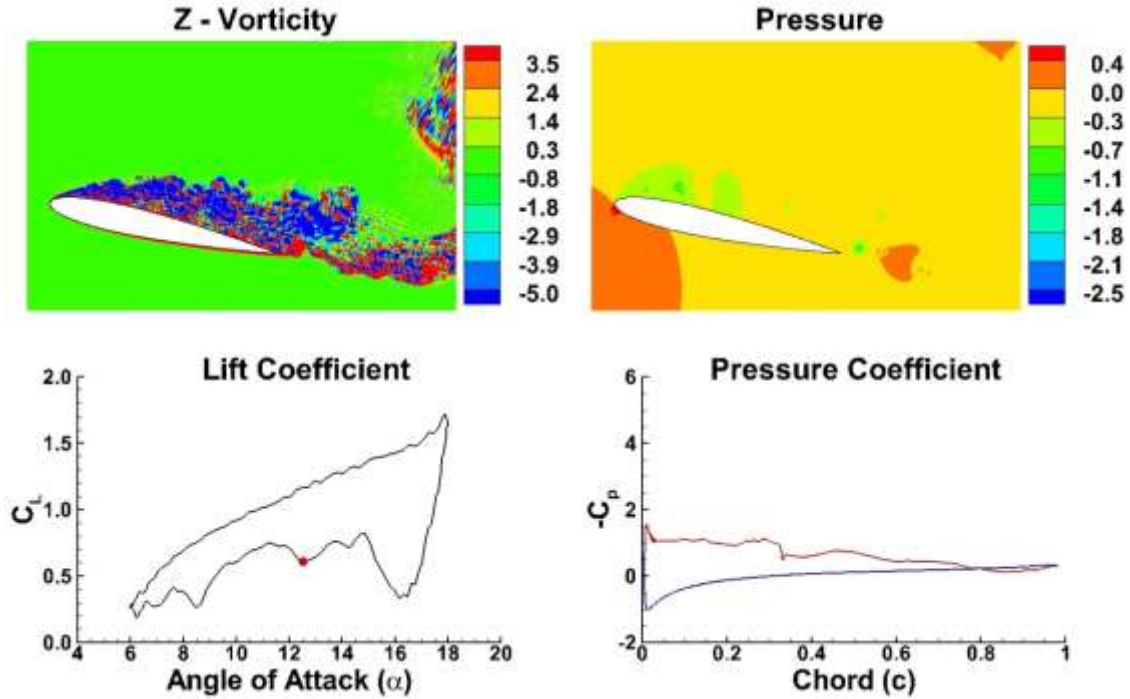 Z - Vorticity
3.5
2.4
1.4
0.3
-0.8
-1.8
-2.9
-3.9
-5.0
Pressure
0.4
0.0
-0.3
-0.7
-1.1
-1.4
-1.8
-2.1
-2.5
Lift Coefficient
2.0
1.5
1.0
0.5
0.0
C_L
4 6 8 10 12 14 16 18 20
Angle of Attack (α)
Pressure Coefficient
6
4
2
0
-2
-C_p
0 0.2 0.4 0.6 0.8 1
Chord (c)